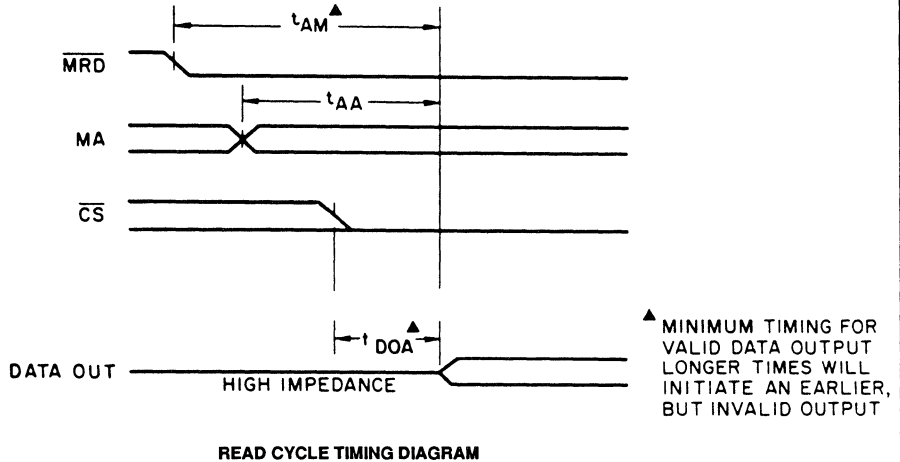 tAM▲
MRD
tAA
MA
CS
▲ MINIMUM TIMING FOR
VALID DATA OUTPUT
LONGER TIMES WILL
INITIATE AN EARLIER,
BUT INVALID OUTPUT
tDOA▲
DATA OUT
HIGH IMPEDANCE
READ CYCLE TIMING DIAGRAM